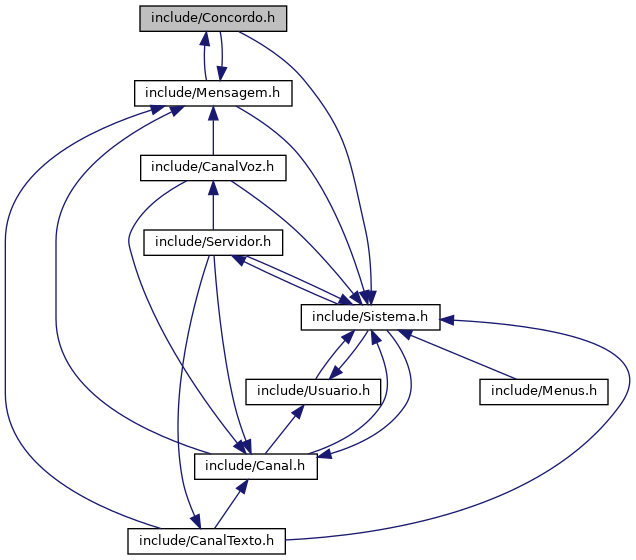 include/Concordo.h
include/Mensagem.h
include/CanalVoz.h
include/Servidor.h
include/Sistema.h
include/Usuario.h
include/Menus.h
include/Canal.h
include/CanalTexto.h